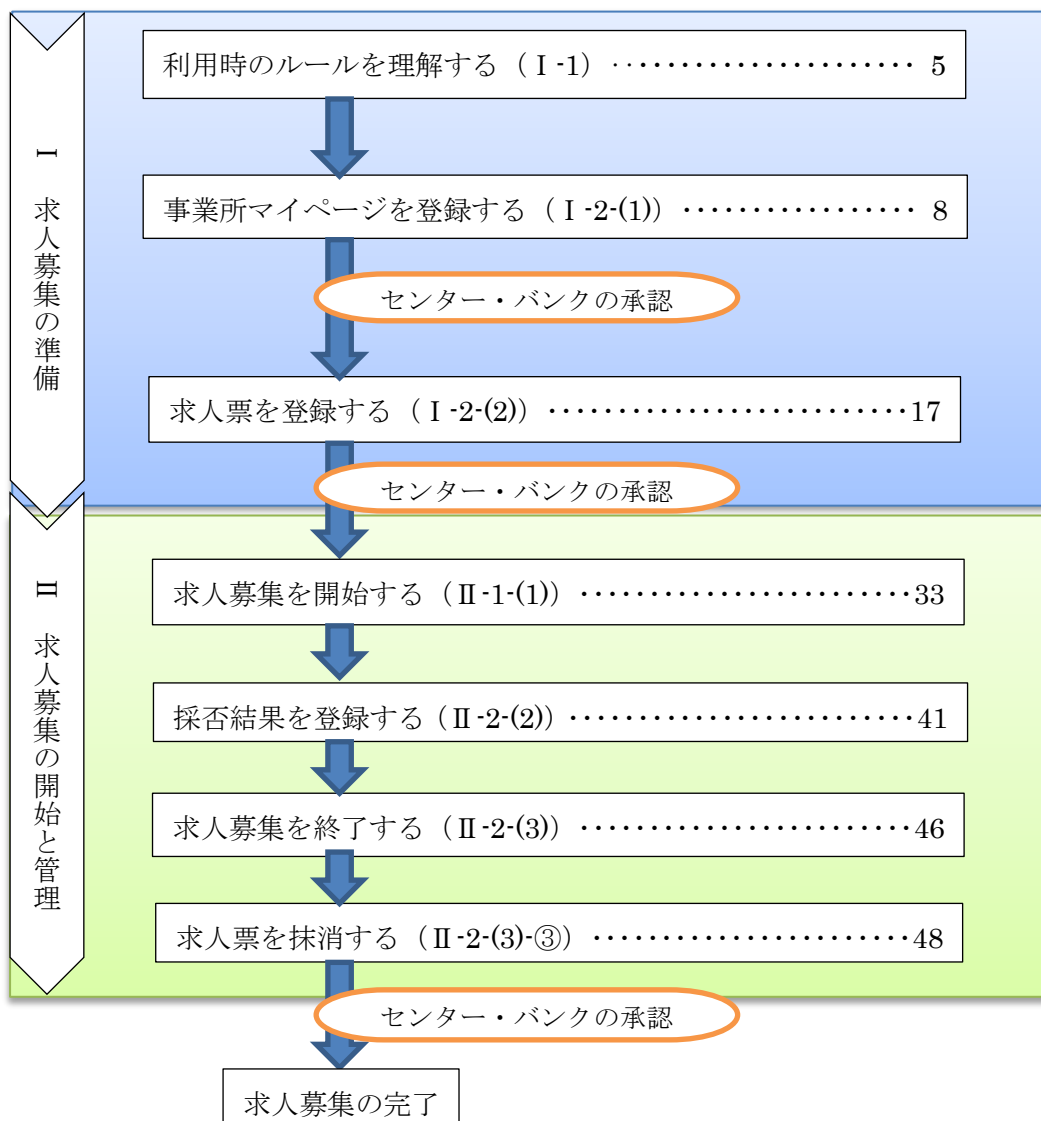 Ⅰ 求人募集の準備
利用時のルールを理解する（Ⅰ-1）‥‥‥‥‥‥‥‥‥‥‥ 5
事業所マイページを登録する（Ⅰ-2-(1)）‥‥‥‥‥‥‥‥ 8
センター・バンクの承認
求人票を登録する（Ⅰ-2-(2)）‥‥‥‥‥‥‥‥‥‥‥‥‥17
センター・バンクの承認
Ⅱ 求人募集の開始と管理
求人募集を開始する（Ⅱ-1-(1)）‥‥‥‥‥‥‥‥‥‥‥‥33
採否結果を登録する（Ⅱ-2-(2)）‥‥‥‥‥‥‥‥‥‥‥‥41
求人募集を終了する（Ⅱ-2-(3)）‥‥‥‥‥‥‥‥‥‥‥‥46
求人票を抹消する（Ⅱ-2-(3)-③）‥‥‥‥‥‥‥‥‥‥‥48
センター・バンクの承認
求人募集の完了